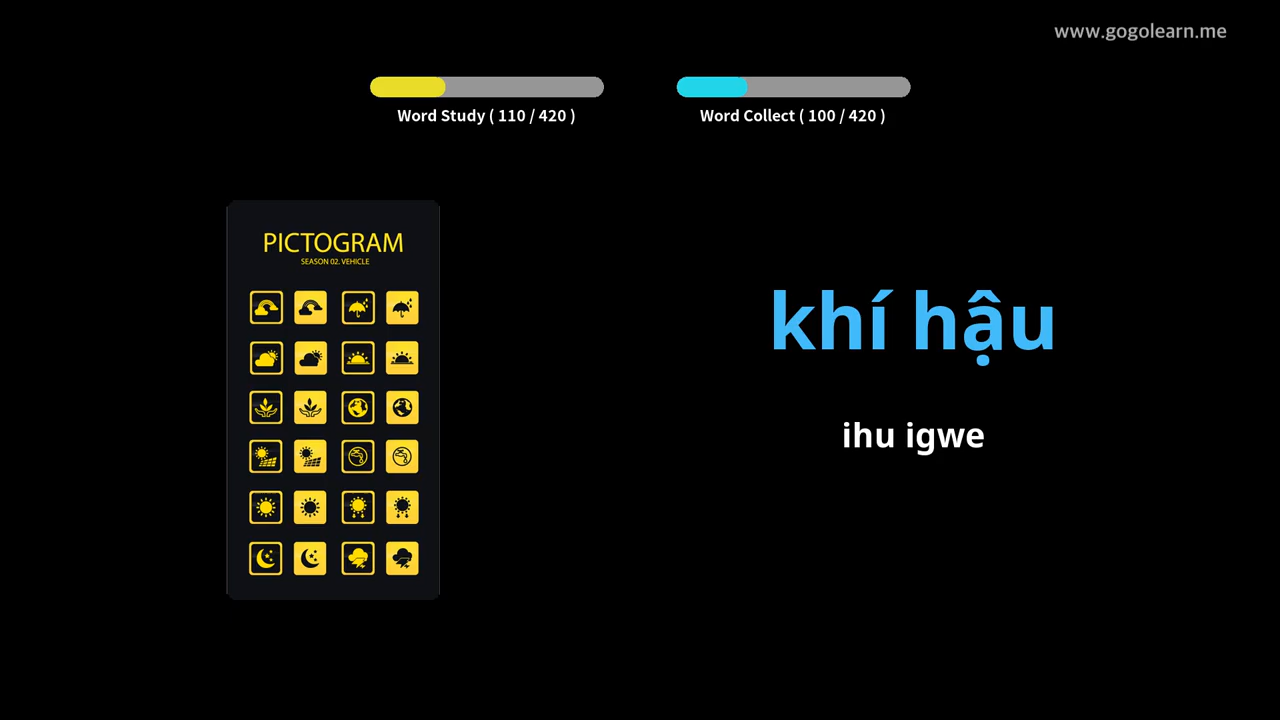 www.gogolearn.me
Word Study ( 110 / 420 )
Word Collect ( 100 / 420 )
PICTOGRAM
SEASON 02. VEHICLE
khí hậu
ihu igwe